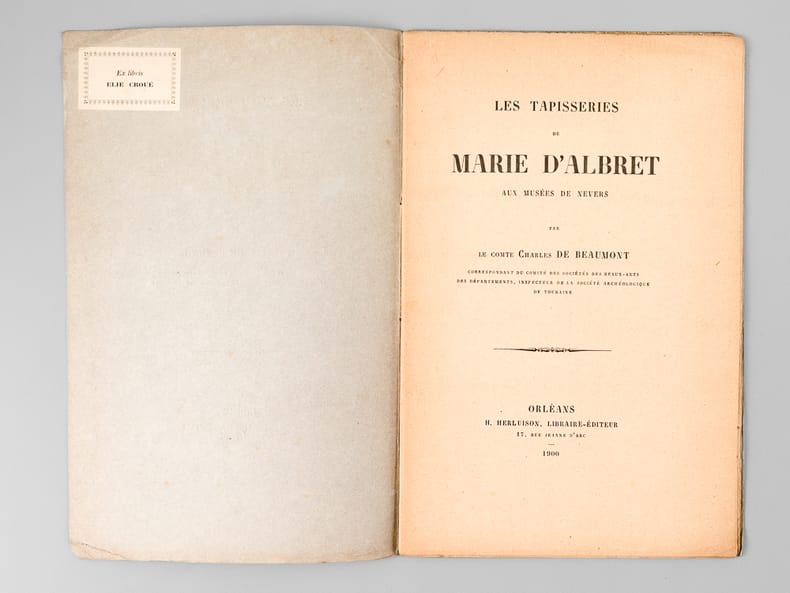 Ex libris
ELIE CROUÉ
LES TAPISSERIES
DE
MARIE D'ALBRET
AUX MUSÉES DE NEVERS
PAR
LE COMTE CHARLES DE BEAUMONT
CORRESPONDANT DU COMITÉ DES SOCIÉTÉS DES BEAUX-ARTS
DES DÉPARTEMENTS, INSPECTEUR DE LA SOCIÉTÉ ARCHÉOLOGIQUE
DE TOURAINE
ORLÉANS
H. HERLUISON, LIBRAIRE-ÉDITEUR
17, RUE JEANNE D'ARC
1900